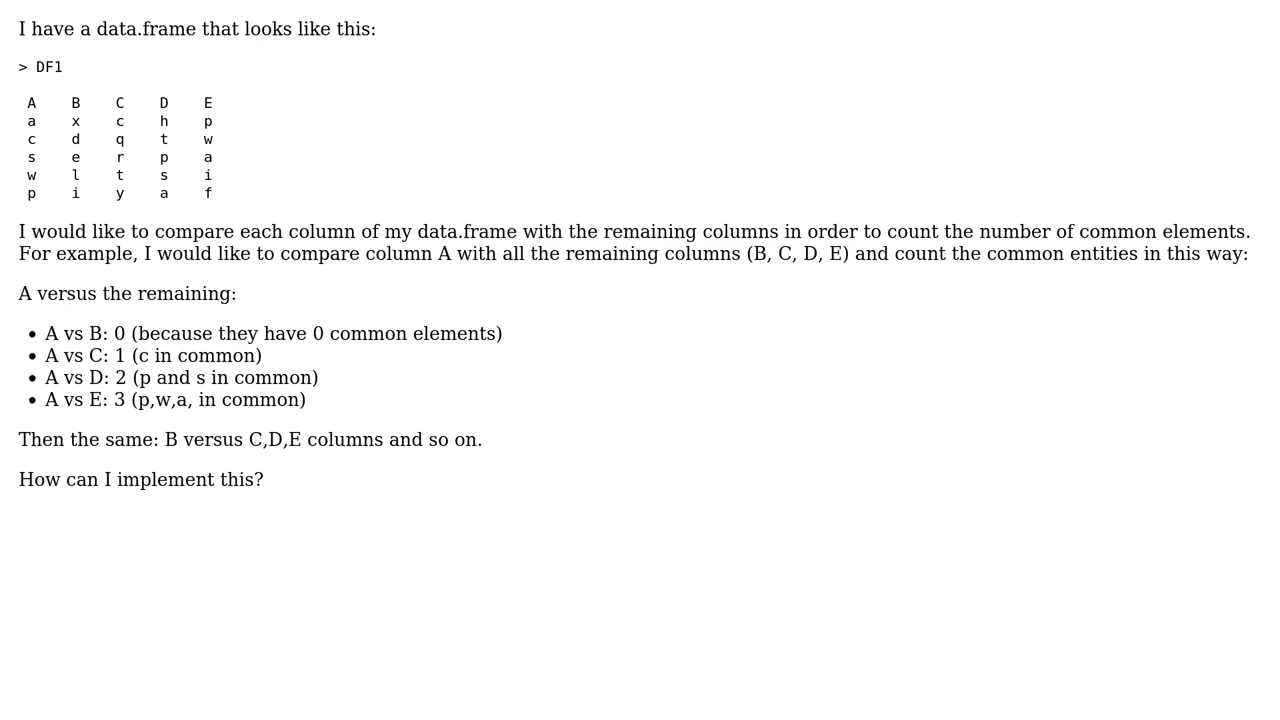 I have a data.frame that looks like this:
> DF1
A B C D E
a x c h p
c d q t w
s e r p a
w l t s i
p i y a f
I would like to compare each column of my data.frame with the remaining columns in order to count the number of common elements.
For example, I would like to compare column A with all the remaining columns (B, C, D, E) and count the common entities in this way:
A versus the remaining:
• A vs B: 0 (because they have 0 common elements)
• A vs C: 1 (c in common)
• A vs D: 2 (p and s in common)
• A vs E: 3 (p,w,a, in common)
Then the same: B versus C,D,E columns and so on.
How can I implement this?